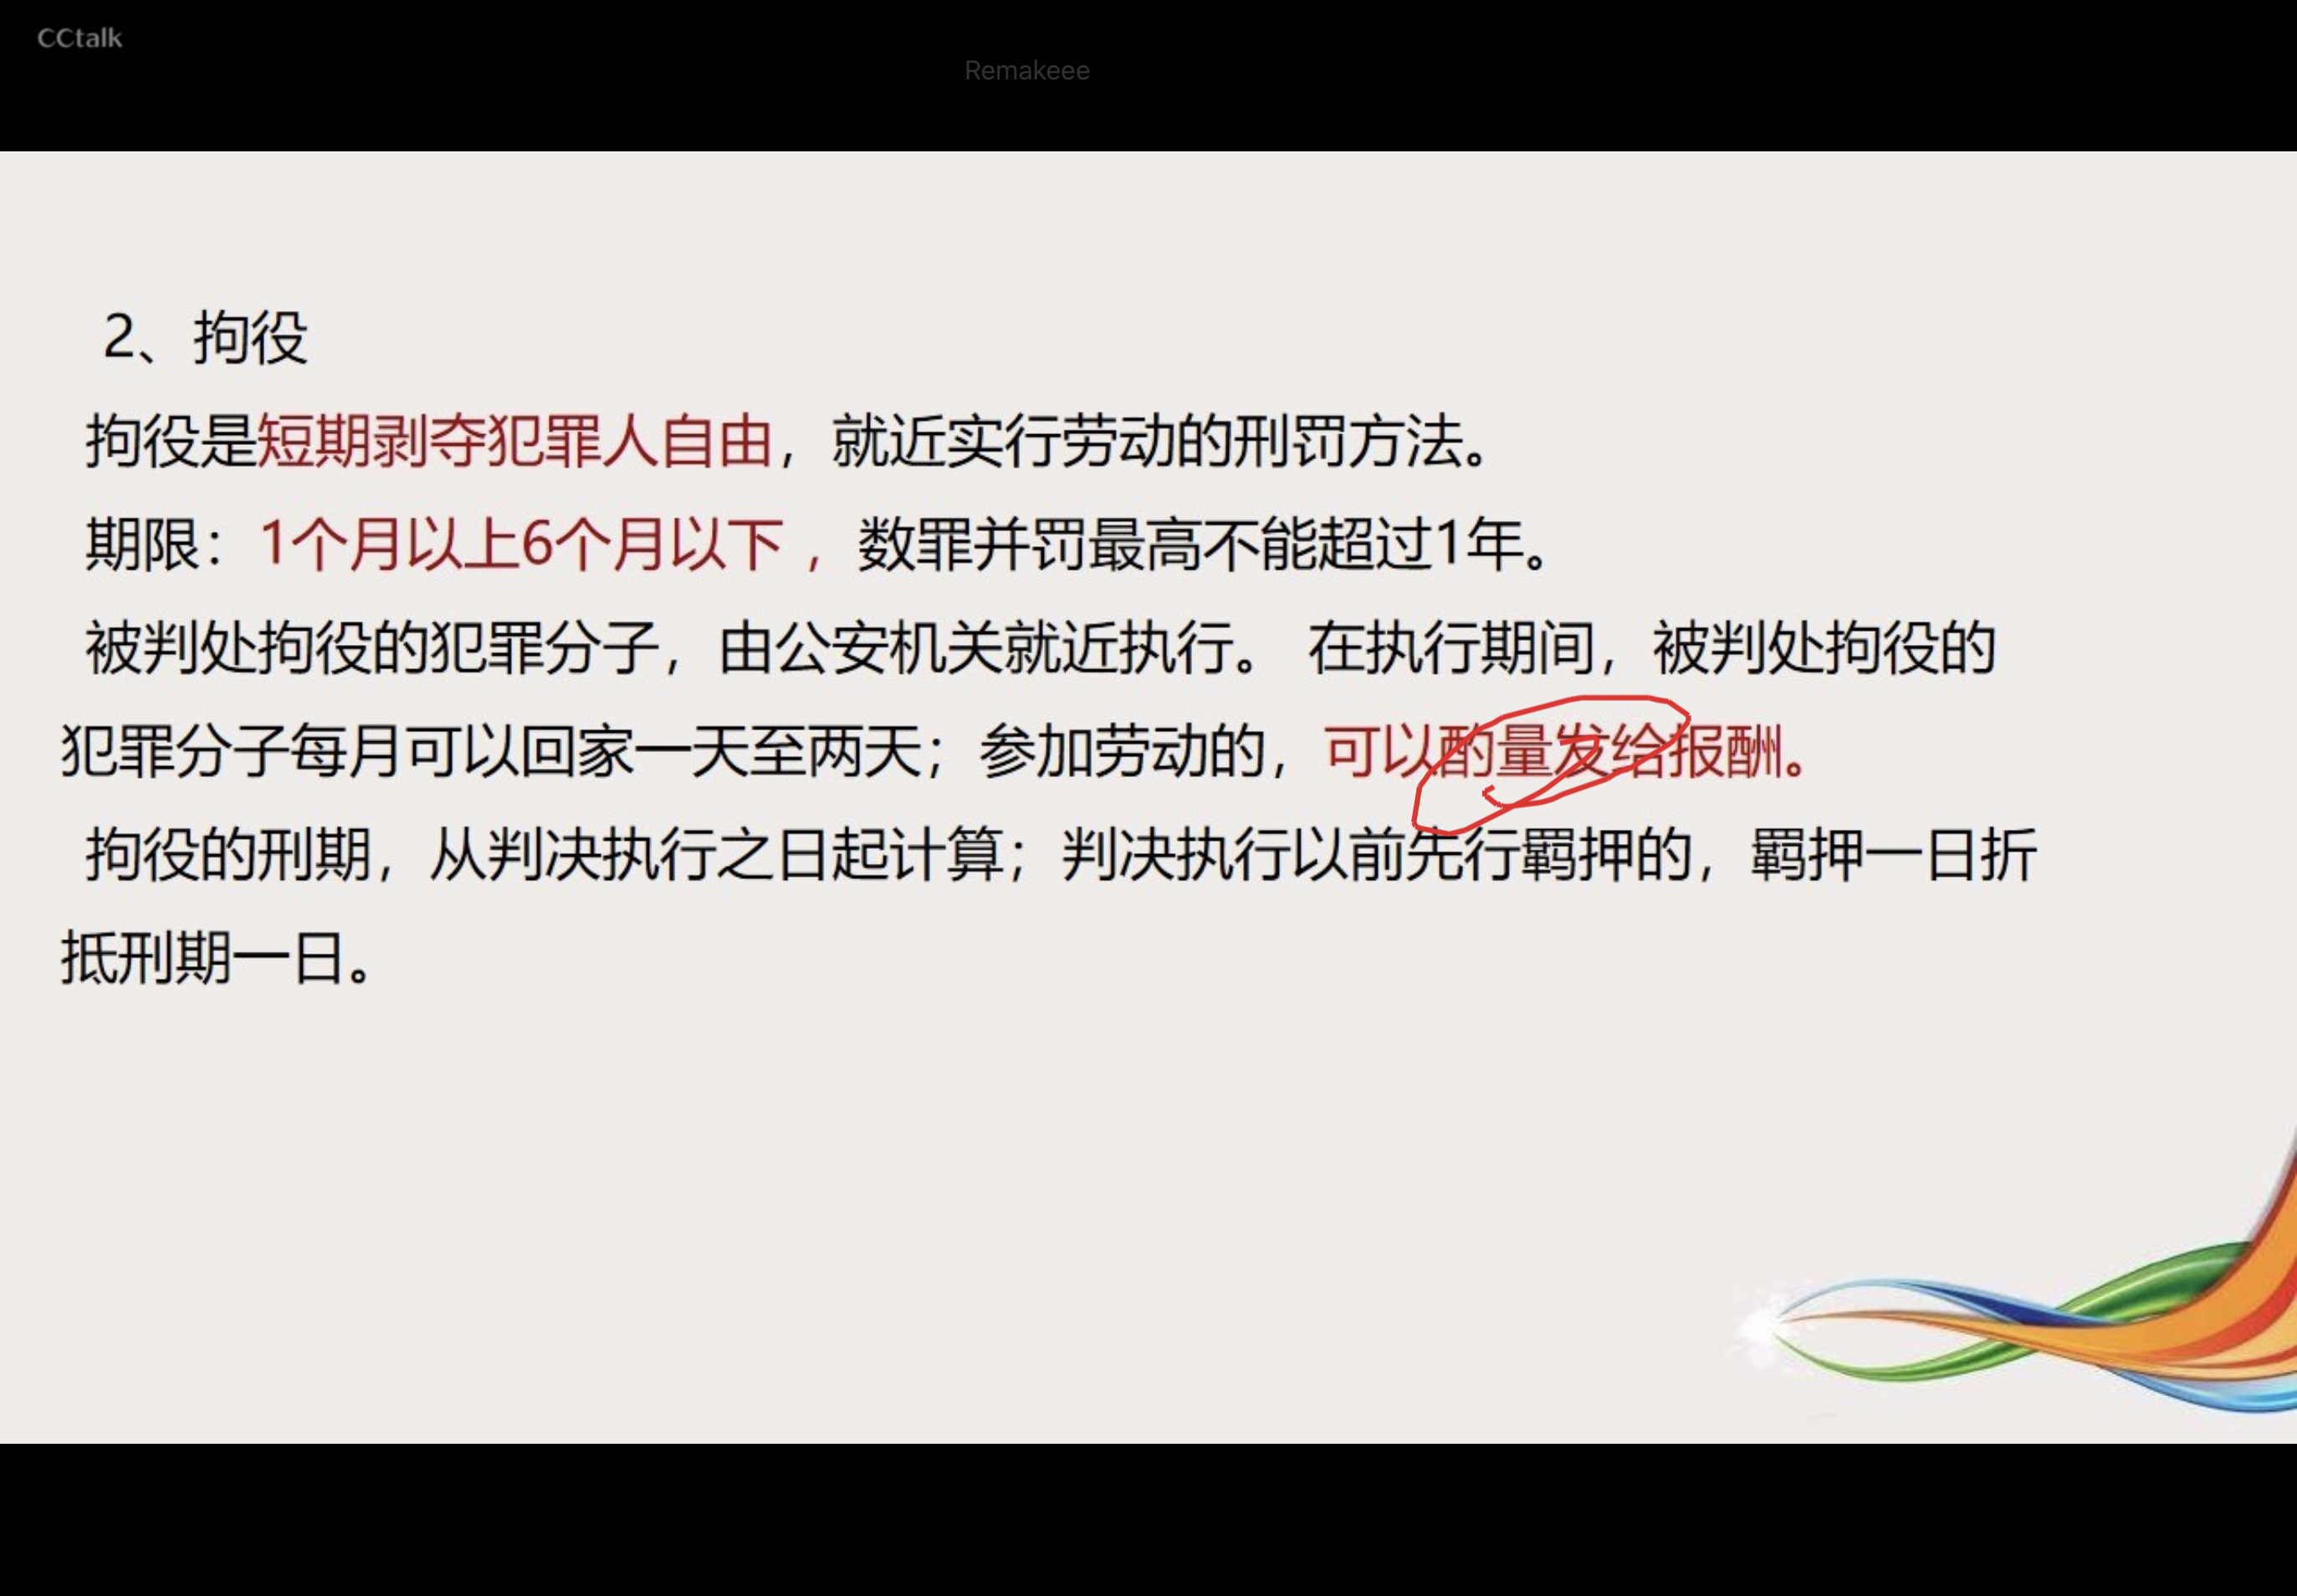 CCtalk
Remakeee
2、拘役
拘役是短期剥夺犯罪人自由，就近实行劳动的刑罚方法。
期限：1个月以上6个月以下 ，数罪并罚最高不能超过1年。
被判处拘役的犯罪分子，由公安机关就近执行。 在执行期间，被判处拘役的
犯罪分子每月可以回家一天至两天；参加劳动的，可以酌量发给报酬。
拘役的刑期，从判决执行之日起计算；判决执行以前先行羁押的，羁押一日折
抵刑期一日。